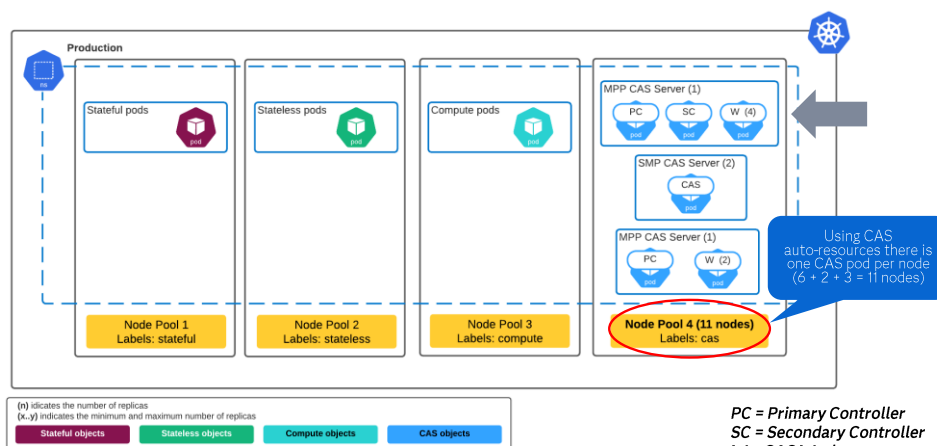 Production
ns
Stateful pods
pod
Stateless pods
pod
Compute pods
pod
MPP CAS Server (1)
PC
SC
W (4)
pod
pod
pod
SMP CAS Server (2)
CAS
pod
MPP CAS Server (1)
PC
W (2)
pod
pod
Using CAS
auto-resources there is
one CAS pod per node
(6 + 2 + 3 = 11 nodes)
Node Pool 1
Labels: stateful
Node Pool 2
Labels: stateless
Node Pool 3
Labels: compute
Node Pool 4 (11 nodes)
Labels: cas
(n) idicates the number of replicas
(x..y) indicates the minimum and maximum number of replicas
Stateful objects
Stateless objects
Compute objects
CAS objects
PC = Primary Controller
SC = Secondary Controller